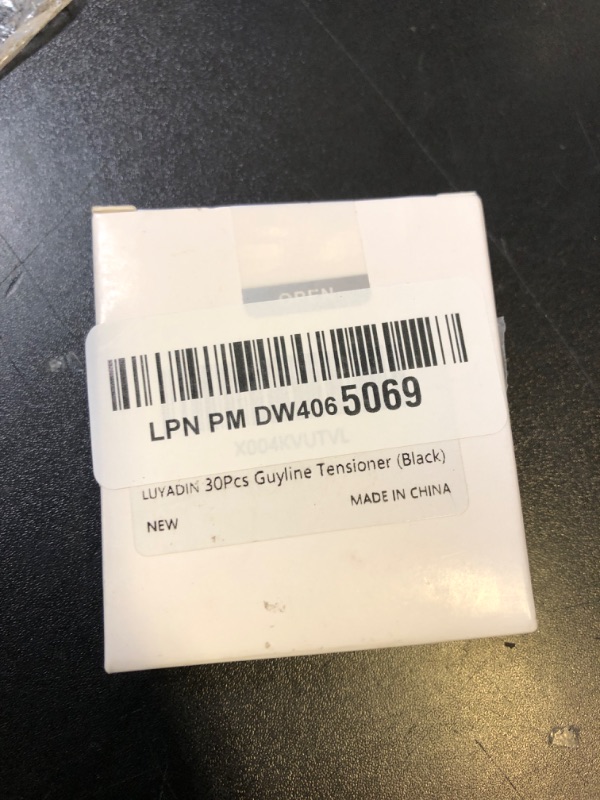 OPEN
LPN PM DW4065069
X004KVUTVL
LUYADIN 30Pcs Guyline Tensioner (Black)
NEW
MADE IN CHINA